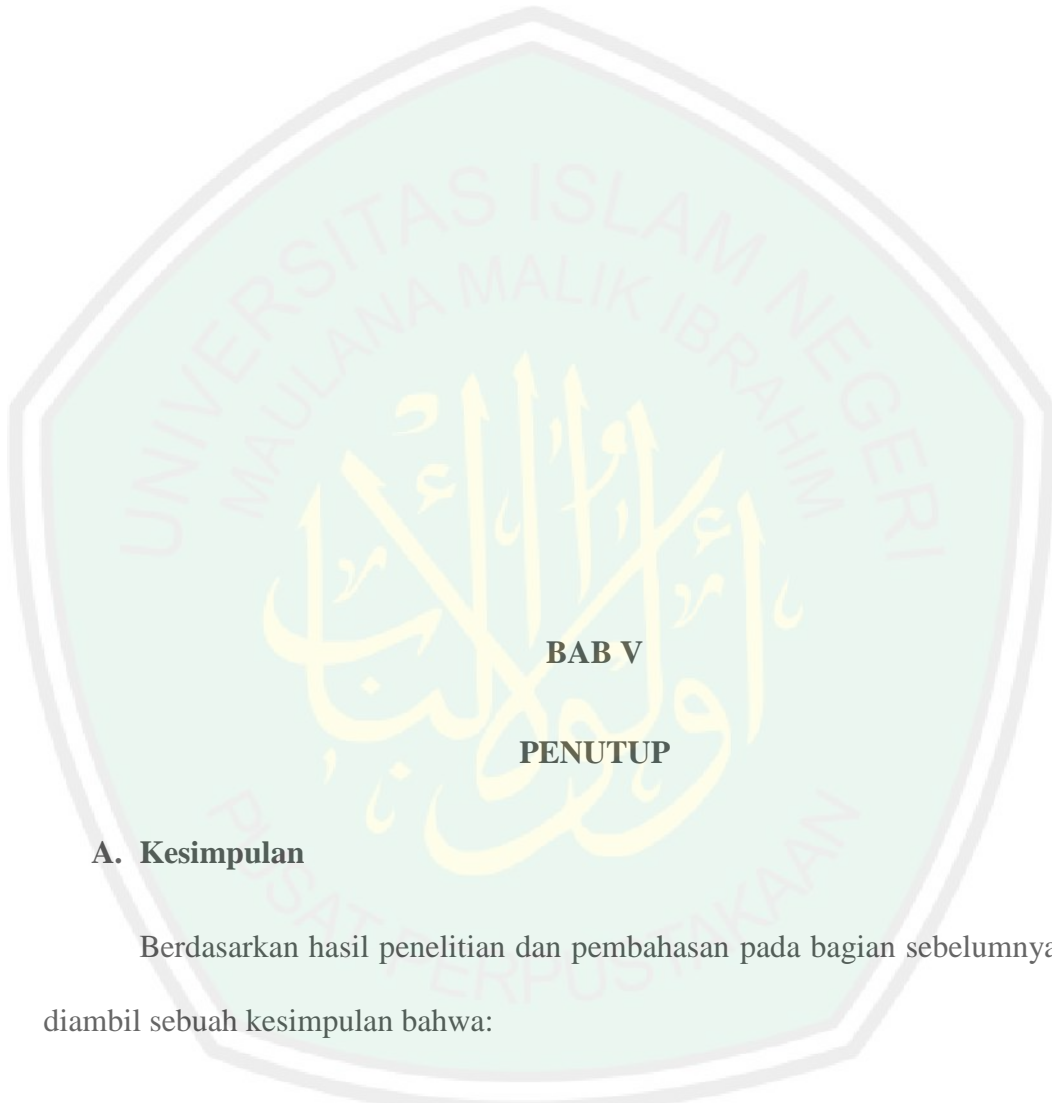 UNIVERSITAS ISLAM NEGERI
MAULANA MALIK IBRAHIM
BAB V
PENUTUP
A. Kesimpulan
Berdasarkan hasil penelitian dan pembahasan pada bagian sebelumnya
diambil sebuah kesimpulan bahwa:
PUSAT PERPUSTAKAAN